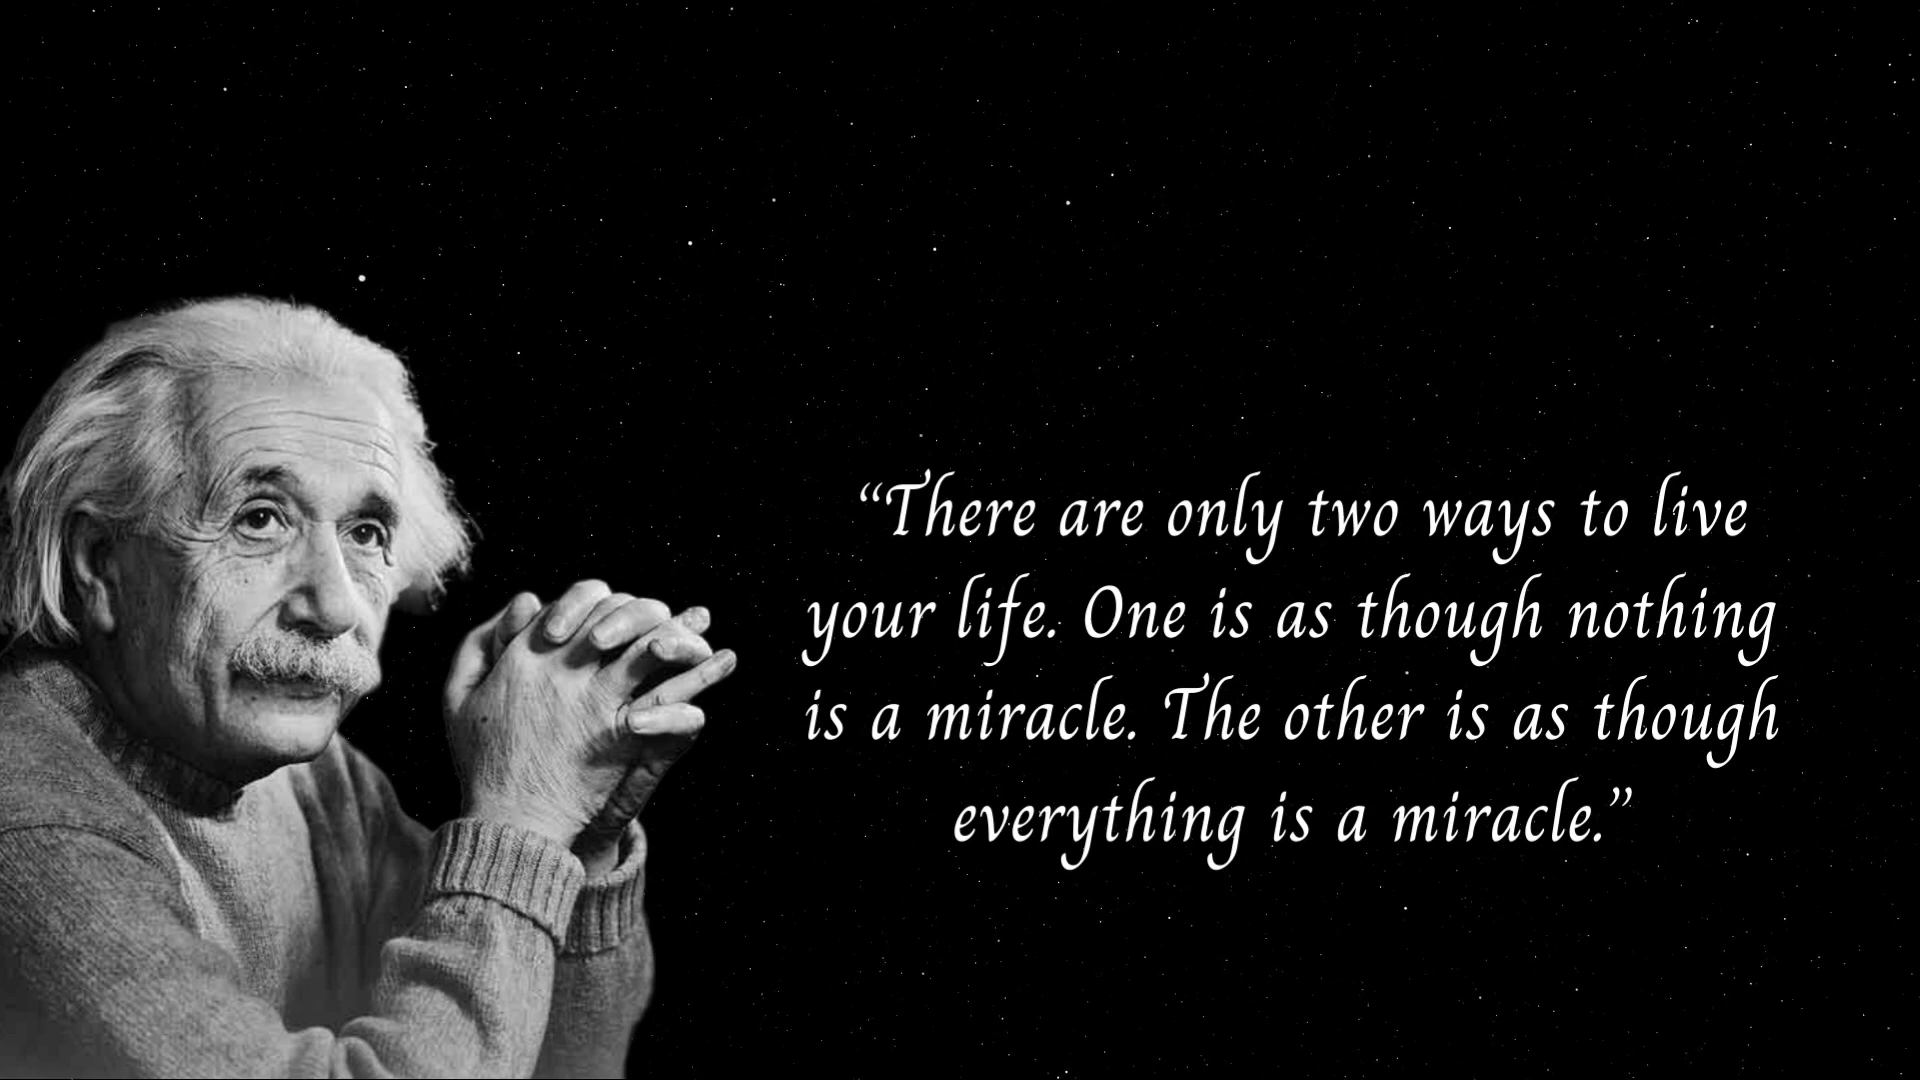 “There are only two ways to live
your life. One is as though nothing
is a miracle. The other is as though
everything is a miracle.”